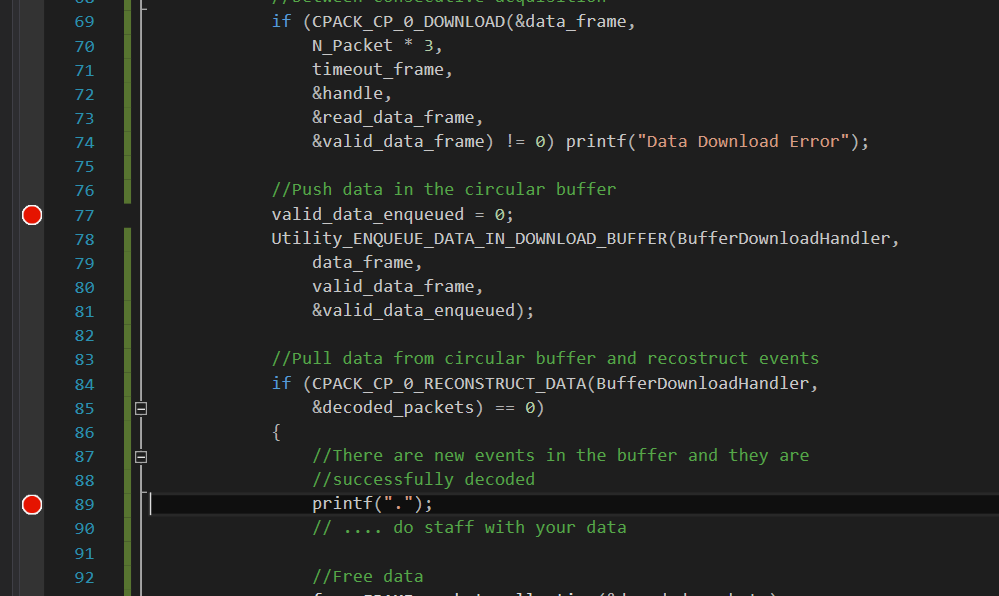 68 //between consecutive acquisition
69 if (CPACK_CP_0_DOWNLOAD(&data_frame,
70 N_Packet * 3,
71 timeout_frame,
72 &handle,
73 &read_data_frame,
74 &valid_data_frame) != 0) printf("Data Download Error");
75
76 //Push data in the circular buffer
77 valid_data_enqueued = 0;
78 Utility_ENQUEUE_DATA_IN_DOWNLOAD_BUFFER(BufferDownloadHandler,
79 data_frame,
80 valid_data_frame,
81 &valid_data_enqueued);
82
83 //Pull data from circular buffer and recostruct events
84 if (CPACK_CP_0_RECONSTRUCT_DATA(BufferDownloadHandler,
85 &decoded_packets) == 0)
86 {
87 //There are new events in the buffer and they are
88 //successfully decoded
89 printf(".");
90 // .... do staff with your data
91
92 //Free data